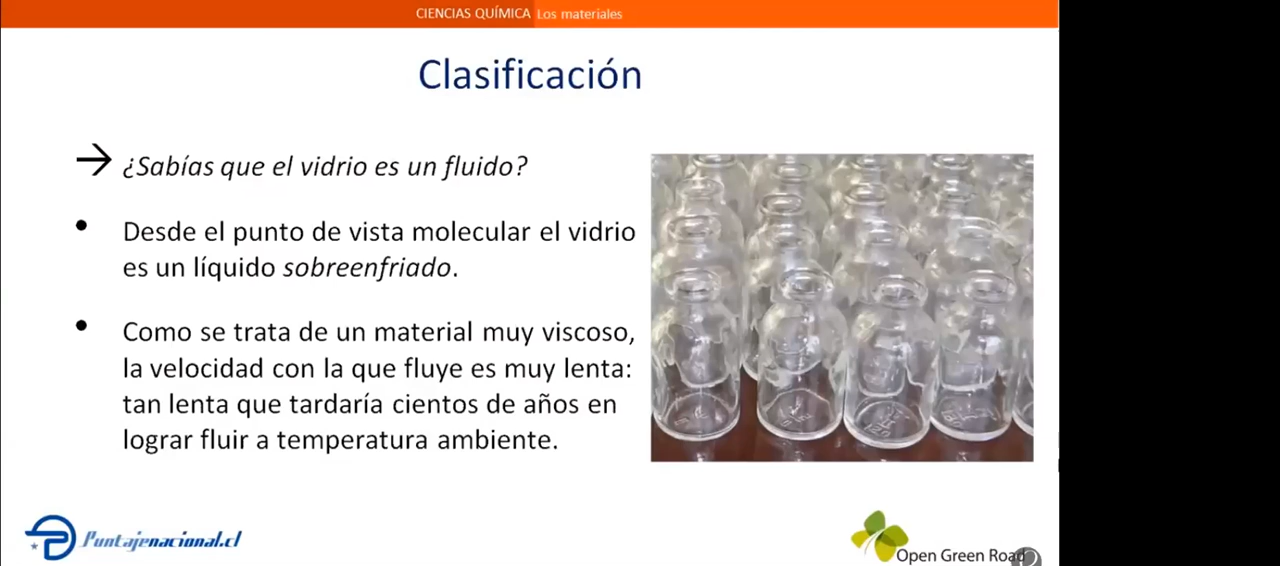 CIENCIAS QUÍMICA Los materiales
Clasificación
→ ¿Sabías que el vidrio es un fluido?
• Desde el punto de vista molecular el vidrio
es un líquido sobreenfriado.
• Como se trata de un material muy viscoso,
la velocidad con la que fluye es muy lenta:
tan lenta que tardaría cientos de años en
lograr fluir a temperatura ambiente.
Puntajenacional.cl
Open Green Road